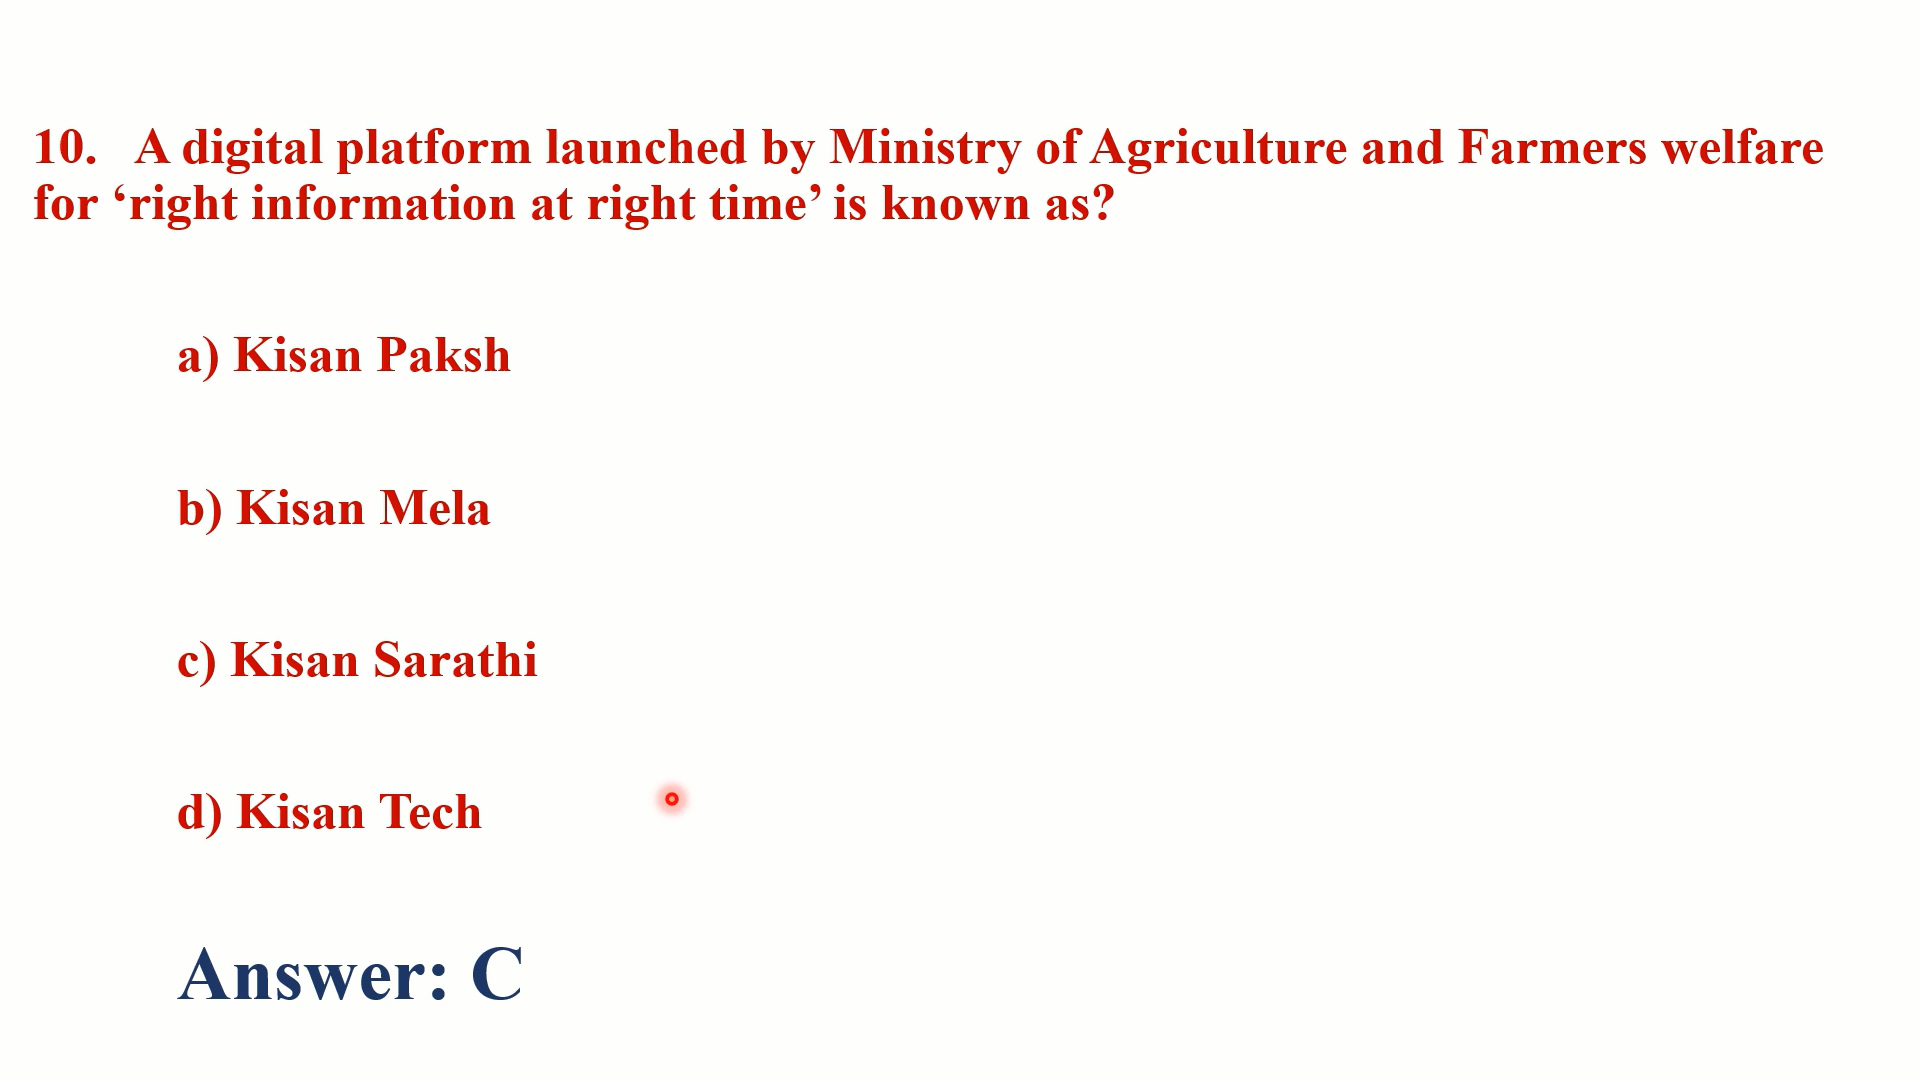 10. A digital platform launched by Ministry of Agriculture and Farmers welfare
for ‘right information at right time’ is known as?
a) Kisan Paksh
b) Kisan Mela
c) Kisan Sarathi
d) Kisan Tech
Answer: C